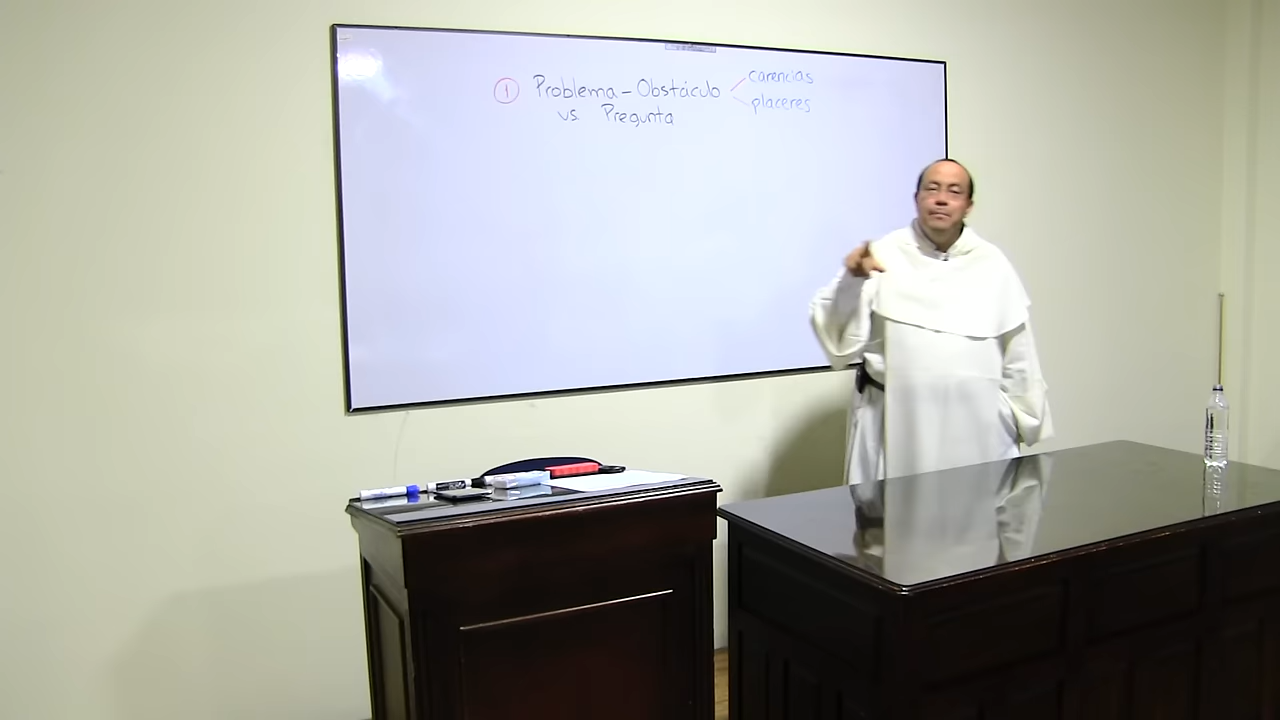 ① Problema - Obstáculo
carencias
placeres
vs. Pregunta